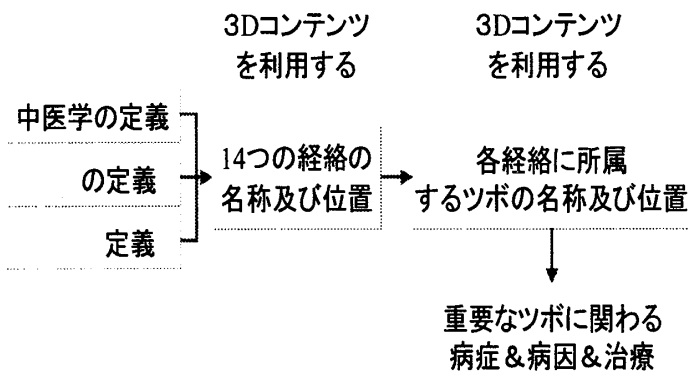 3Dコンテンツ
を利用する
3Dコンテンツ
を利用する
中医学の定義
の定義
定義
14つの経絡の
名称及び位置
各経絡に所属
するツボの名称及び位置
重要なツボに関わる
病症＆病因＆治療